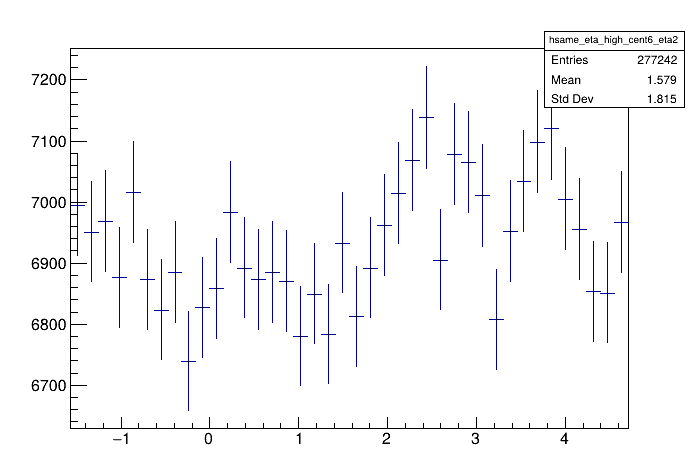 hsame_eta_high_cent6_eta2
Entries 277242
Mean 1.579
Std Dev 1.815
7200
7100
7000
6900
6800
6700
−1 0 1 2 3 4